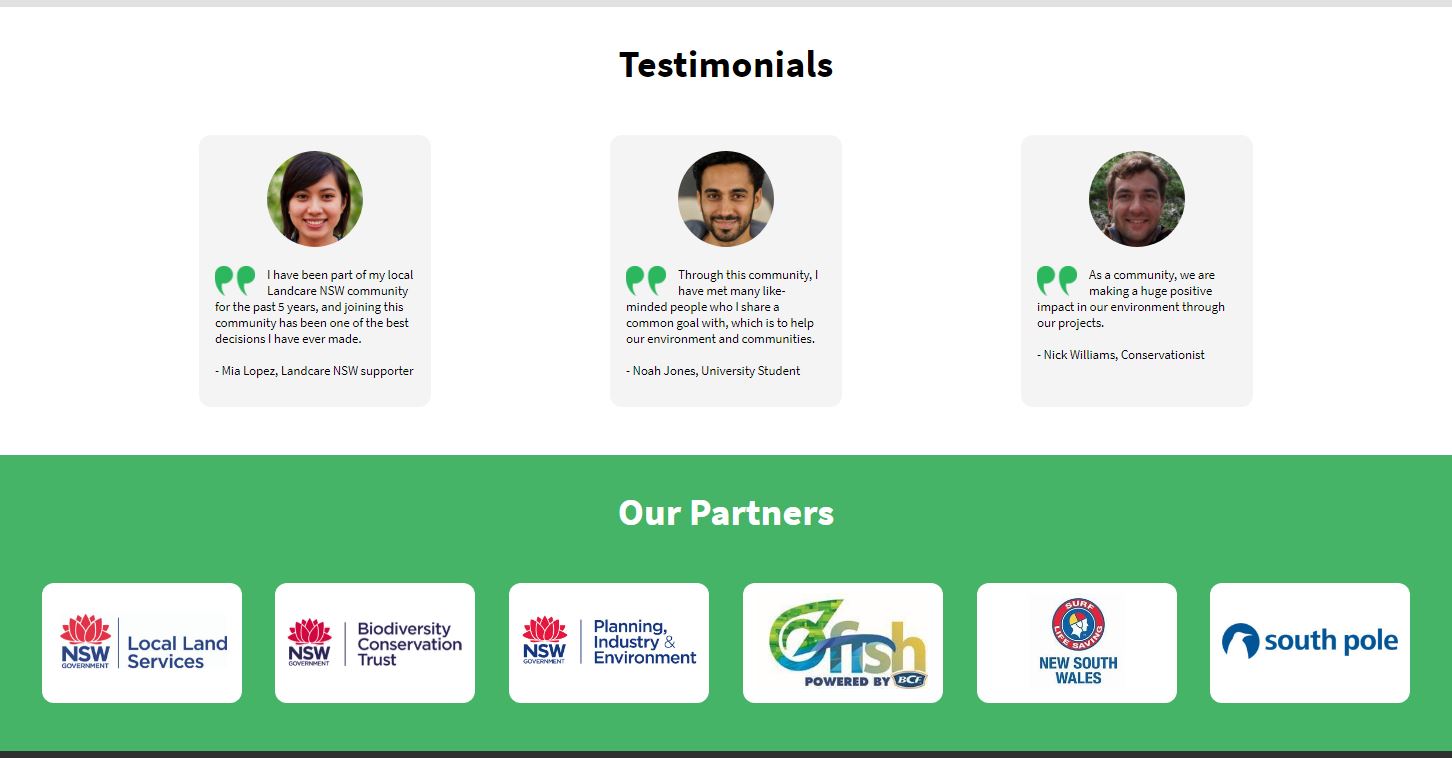 Testimonials
I have been part of my local
Landcare NSW community
for the past 5 years, and joining this
community has been one of the best
decisions I have ever made.
- Mia Lopez, Landcare NSW supporter
Through this community, I
have met many like-
minded people who I share a
common goal with, which is to help
our environment and communities.
- Noah Jones, University Student
As a community, we are
making a huge positive
impact in our environment through
our projects.
- Nick Williams, Conservationist
Our Partners
NSW
GOVERNMENT
Local Land
Services
NSW
GOVERNMENT
Biodiversity
Conservation
Trust
NSW
GOVERNMENT
Planning,
Industry &
Environment
Ozfish
POWERED BY BCF
SURF
LIFE SAVING
NEW SOUTH
WALES
south pole